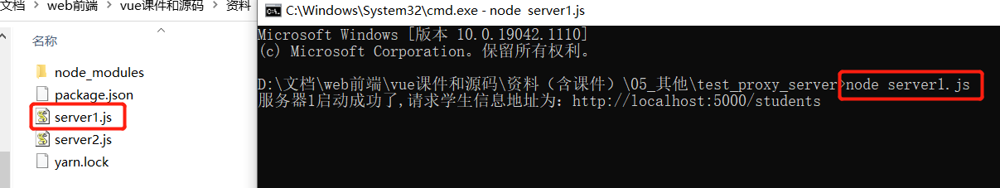 文档 > web前端 > vue课件和源码 > 资料
名称
node_modules
package.json
server1.js
server2.js
yarn.lock
C:\Windows\System32\cmd.exe - node server1.js
Microsoft Windows [版本 10.0.19042.1110]
(c) Microsoft Corporation。保留所有权利。
D:\文档\web前端\vue课件和源码\资料（含课件）\05_其他\test_proxy_server>node server1.js
服务器1启动成功了,请求学生信息地址为：http://localhost:5000/students